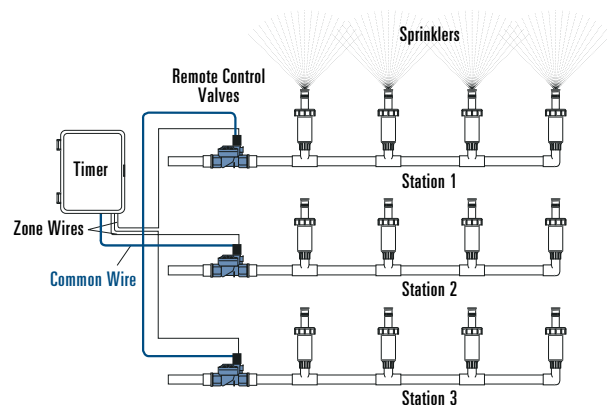 Sprinklers
Remote Control
Valves
Timer
Station 1
Zone Wires
Common Wire
Station 2
Station 3